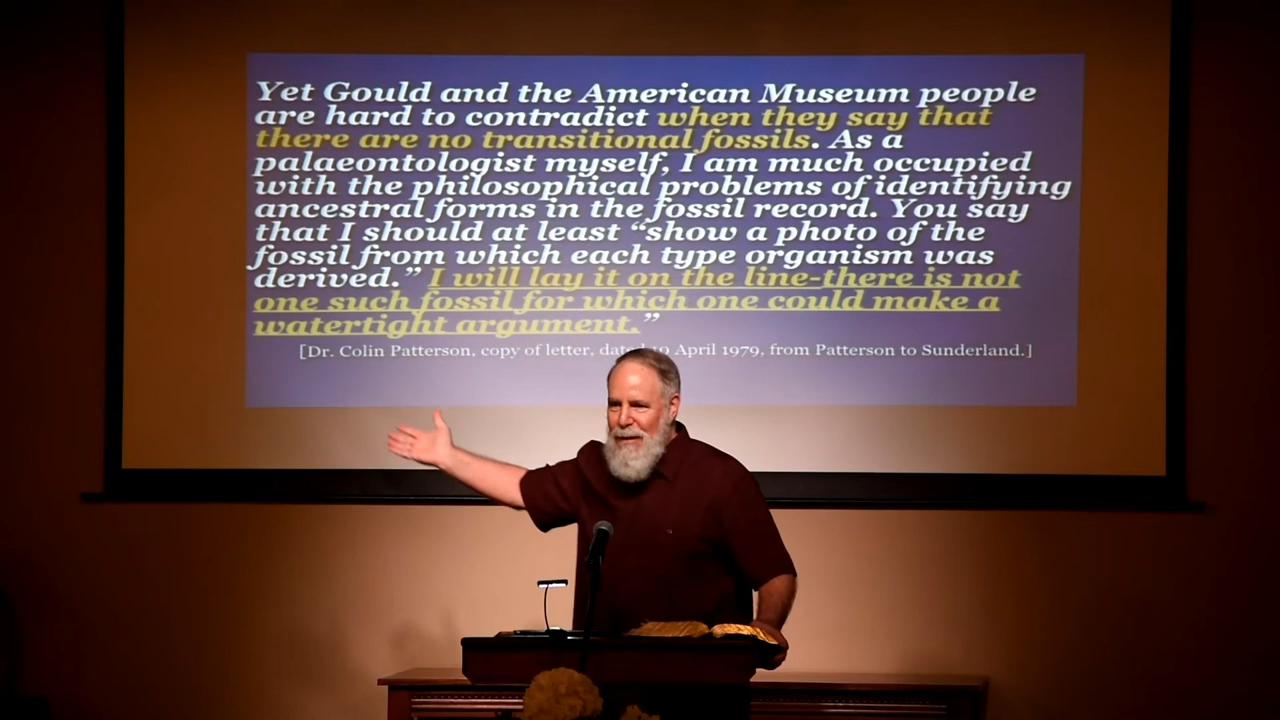 Yet Gould and the American Museum people
are hard to contradict when they say that
there are no transitional fossils. As a
palaeontologist myself, I am much occupied
with the philosophical problems of identifying
ancestral forms in the fossil record. You say
that I should at least “show a photo of the
fossil from which each type organism was
derived.” I will lay it on the line-there is not
one such fossil for which one could make a
watertight argument.”
[Dr. Colin Patterson, copy of letter, April 1979, from Patterson to Sunderland.]